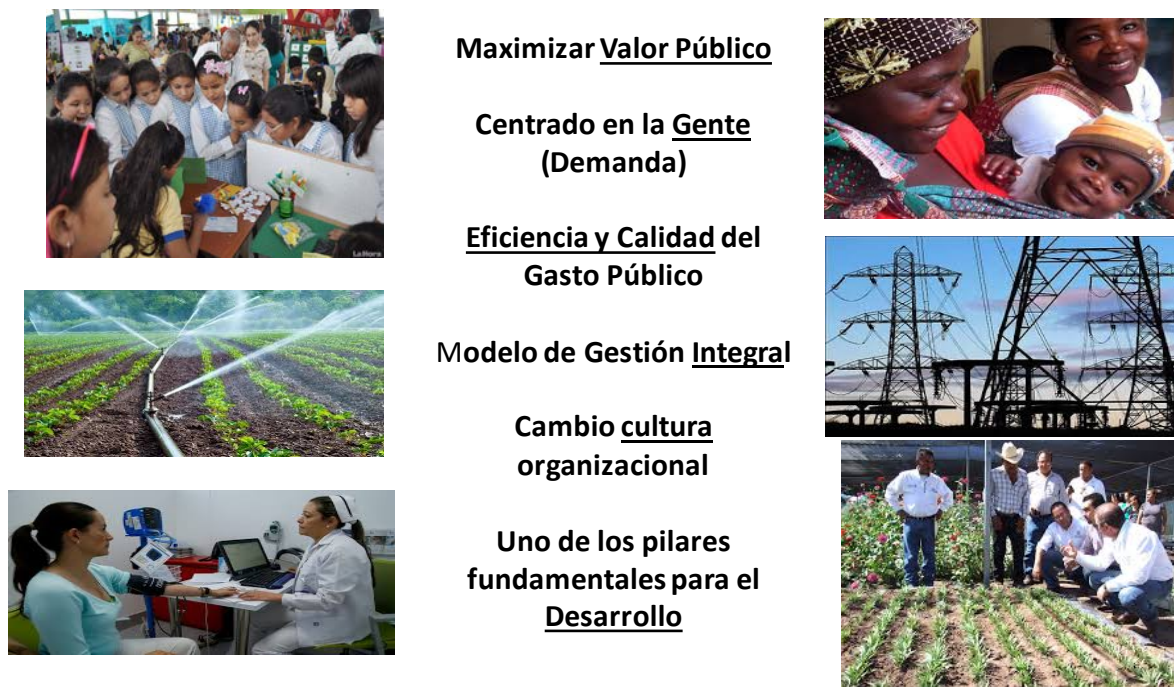 Maximizar Valor Público
Centrado en la Gente
(Demanda)
Eficiencia y Calidad del
Gasto Público
Modelo de Gestión Integral
Cambio cultura
organizacional
Uno de los pilares
fundamentales para el
Desarrollo
LaHora